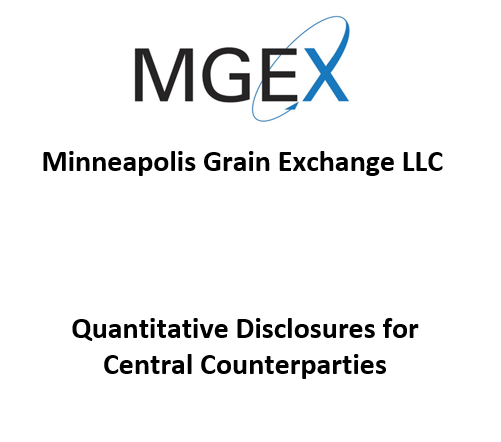 MGEX
Minneapolis Grain Exchange LLC
Quantitative Disclosures for
Central Counterparties